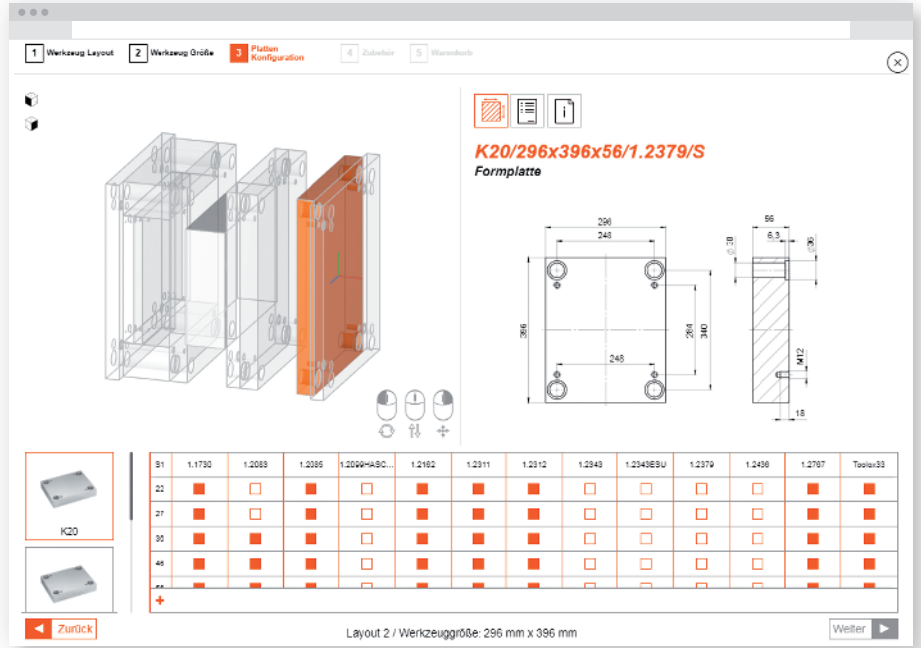 1 Werkzeug Layout 2 Werkzeug Größe 3 Platten Konfiguration 4 Zubehör 5 Warenkorb
K20/296x396x56/1.2379/S
Formplatte
296
248
56
6,3
396
264
340
248
M12
18
S1 1.1730 1.2083 1.2085 1.2099HASC... 1.2162 1.2311 1.2312 1.2343 1.2343ESU 1.2379 1.2436 1.2767 Toolox33
22
27
36
46
K20
+
Zurück
Layout 2 / Werkzeuggröße: 296 mm x 396 mm
Weiter